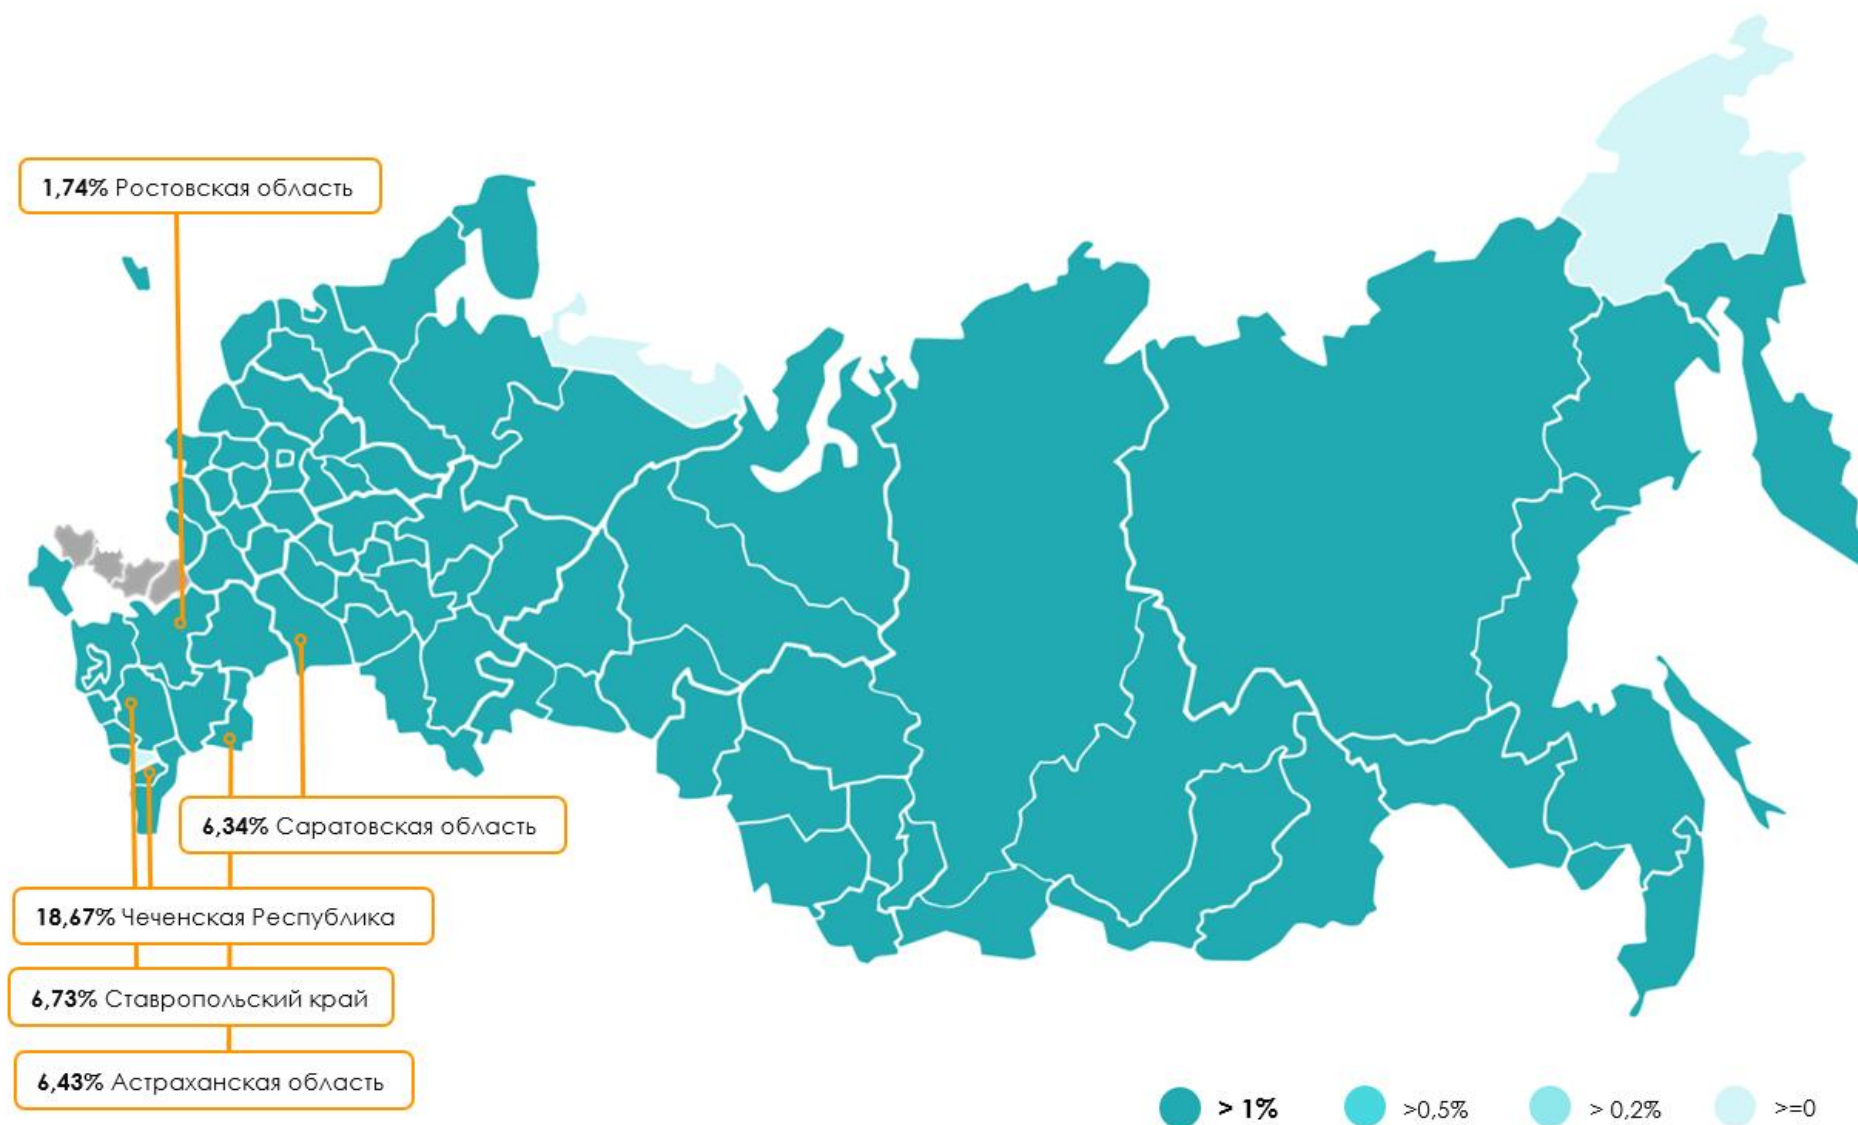 1,74% Ростовская область
6,34% Саратовская область
18,67% Чеченская Республика
6,73% Ставропольский край
6,43% Астраханская область
> 1%
>0,5%
> 0,2%
>=0